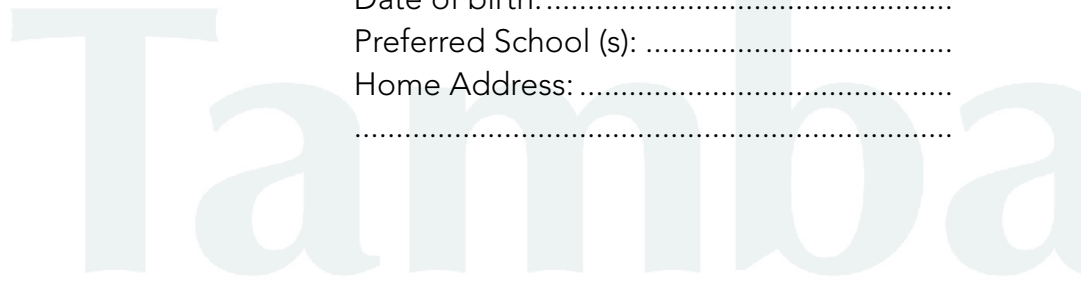 Date of birth: .................................................
Preferred School (s): .....................................
Home Address: .............................................
........................................................................
Tamba